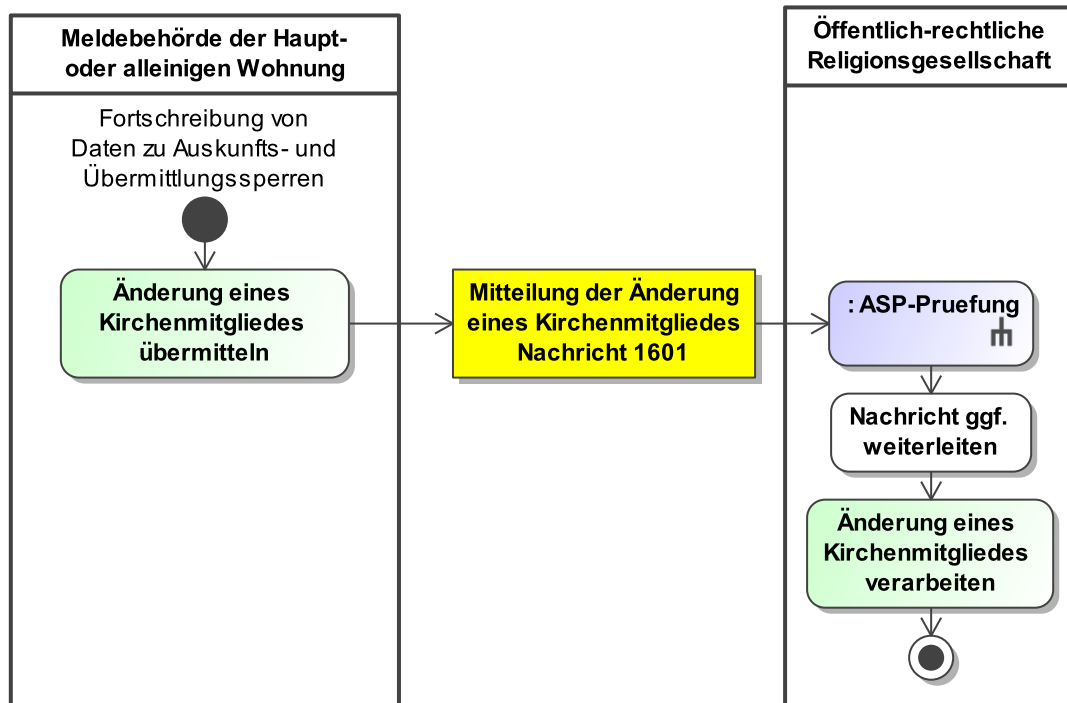 Meldebehörde der Haupt-
oder alleinigen Wohnung
Fortschreibung von
Daten zu Auskunfts- und
Übermittlungssperren
Änderung eines
Kirchenmitgliedes
übermitteln
Mitteilung der Änderung
eines Kirchenmitgliedes
Nachricht 1601
Öffentlich-rechtliche
Religionsgesellschaft
: ASP-Pruefung
Nachricht ggf.
weiterleiten
Änderung eines
Kirchenmitgliedes
verarbeiten